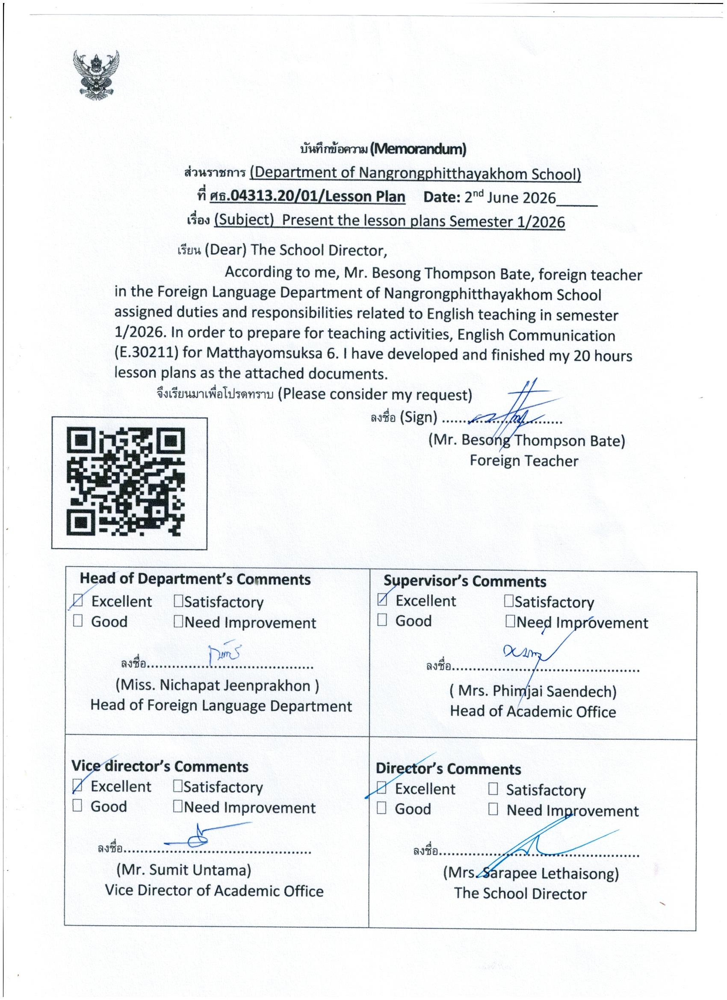 บันทึกข้อความ (Memorandum)
ส่วนราชการ (Department of Nangrongphitthayakhom School)
ที่ ศธ.04313.20/01/Lesson Plan Date: 2nd June 2026______
เรื่อง (Subject) Present the lesson plans Semester 1/2026
เรียน (Dear) The School Director,
According to me, Mr. Besong Thompson Bate, foreign teacher
in the Foreign Language Department of Nangrongphitthayakhom School
assigned duties and responsibilities related to English teaching in semester
1/2026. In order to prepare for teaching activities, English Communication
(E.30211) for Matthayomsuksa 6. I have developed and finished my 20 hours
lesson plans as the attached documents.
จึงเรียนมาเพื่อโปรดทราบ (Please consider my request)
ลงชื่อ (Sign) ................................
(Mr. Besong Thompson Bate)
Foreign Teacher
Head of Department's Comments
Excellent Satisfactory
Good Need Improvement
ลงชื่อ...........................................
(Miss. Nichapat Jeenprakhon )
Head of Foreign Language Department
Supervisor's Comments
Excellent Satisfactory
Good Need Improvement
ลงชื่อ...........................................
( Mrs. Phimjai Saendech)
Head of Academic Office
Vice director's Comments
Excellent Satisfactory
Good Need Improvement
ลงชื่อ...........................................
(Mr. Sumit Untama)
Vice Director of Academic Office
Director's Comments
Excellent Satisfactory
Good Need Improvement
ลงชื่อ...........................................
(Mrs. Sarapee Lethaisong)
The School Director